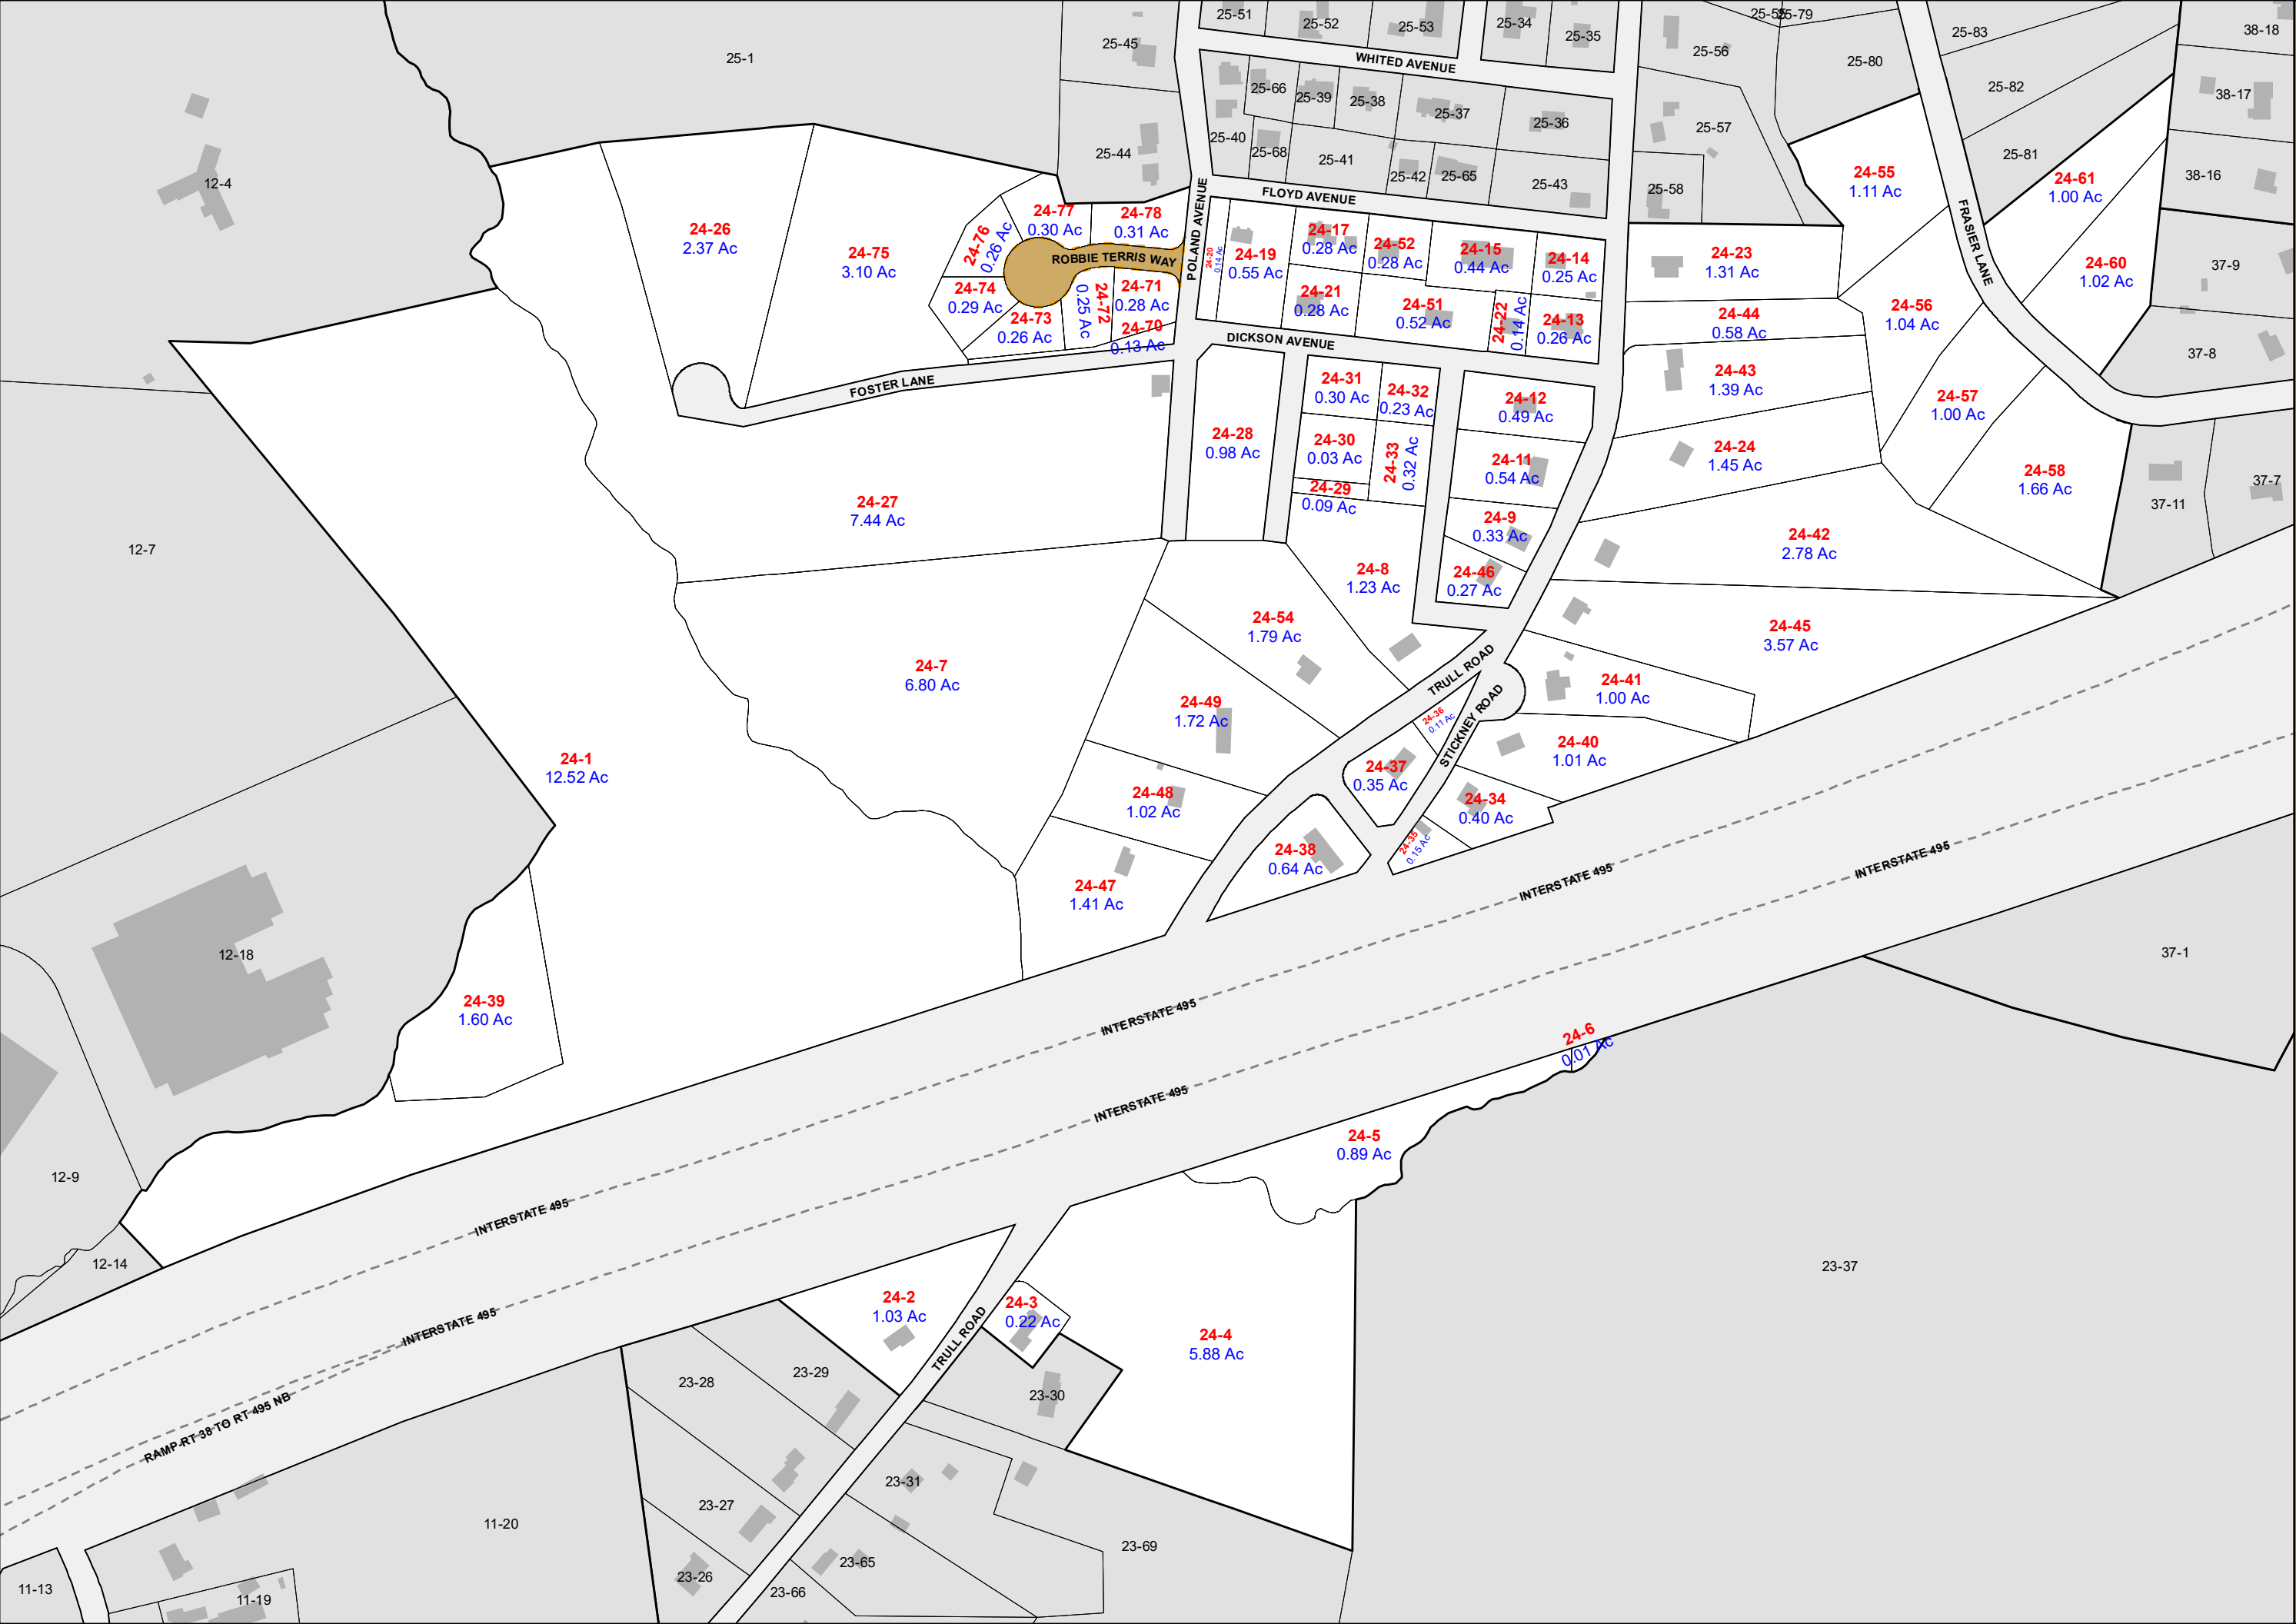 25-51
25-52
25-53
25-34
25-35
25-79
25-83
38-18
25-1
25-45
WHITED AVENUE
25-56
25-80
25-82
38-17
25-66
25-39
25-38
25-37
25-36
25-57
25-44
25-40
25-68
25-41
25-42
25-65
25-43
25-58
25-81
38-16
12-4
FLOYD AVENUE
POLAND AVENUE
24-55
1.11 Ac
24-61
1.00 Ac
FRASIER LANE
24-26
2.37 Ac
24-75
3.10 Ac
24-76
0.26 Ac
24-77
0.30 Ac
24-78
0.31 Ac
ROBBIE TERRIS WAY
24-74
0.29 Ac
24-73
0.26 Ac
24-72
0.25 Ac
24-71
0.28 Ac
24-70
0.13 Ac
24-20
0.14 Ac
24-19
0.55 Ac
24-17
0.28 Ac
24-52
0.28 Ac
24-15
0.44 Ac
24-14
0.25 Ac
24-21
0.28 Ac
24-51
0.52 Ac
24-22
0.14 Ac
24-13
0.26 Ac
24-23
1.31 Ac
24-44
0.58 Ac
24-56
1.04 Ac
24-60
1.02 Ac
37-9
37-8
DICKSON AVENUE
FOSTER LANE
24-31
0.30 Ac
24-32
0.23 Ac
24-12
0.49 Ac
24-43
1.39 Ac
24-57
1.00 Ac
24-28
0.98 Ac
24-30
0.03 Ac
24-33
0.32 Ac
24-11
0.54 Ac
24-24
1.45 Ac
24-58
1.66 Ac
37-11
37-7
24-29
0.09 Ac
24-27
7.44 Ac
24-9
0.33 Ac
24-42
2.78 Ac
12-7
24-8
1.23 Ac
24-46
0.27 Ac
24-54
1.79 Ac
24-45
3.57 Ac
24-7
6.80 Ac
TRULL ROAD
STICKNEY ROAD
24-41
1.00 Ac
24-49
1.72 Ac
24-36
0.11 Ac
24-40
1.01 Ac
24-1
12.52 Ac
24-37
0.35 Ac
24-48
1.02 Ac
24-34
0.40 Ac
24-38
0.64 Ac
24-35
0.15 Ac
INTERSTATE 495
INTERSTATE 495
24-47
1.41 Ac
12-18
37-1
24-39
1.60 Ac
INTERSTATE 495
24-6
0.01 Ac
INTERSTATE 495
24-5
0.89 Ac
12-9
INTERSTATE 495
12-14
23-37
24-2
1.03 Ac
24-3
0.22 Ac
TRULL ROAD
INTERSTATE 495
24-4
5.88 Ac
23-28
23-29
23-30
RAMP-RT 38 TO RT 495 NB
23-31
23-27
11-20
23-69
23-65
23-26
23-66
11-13
11-19